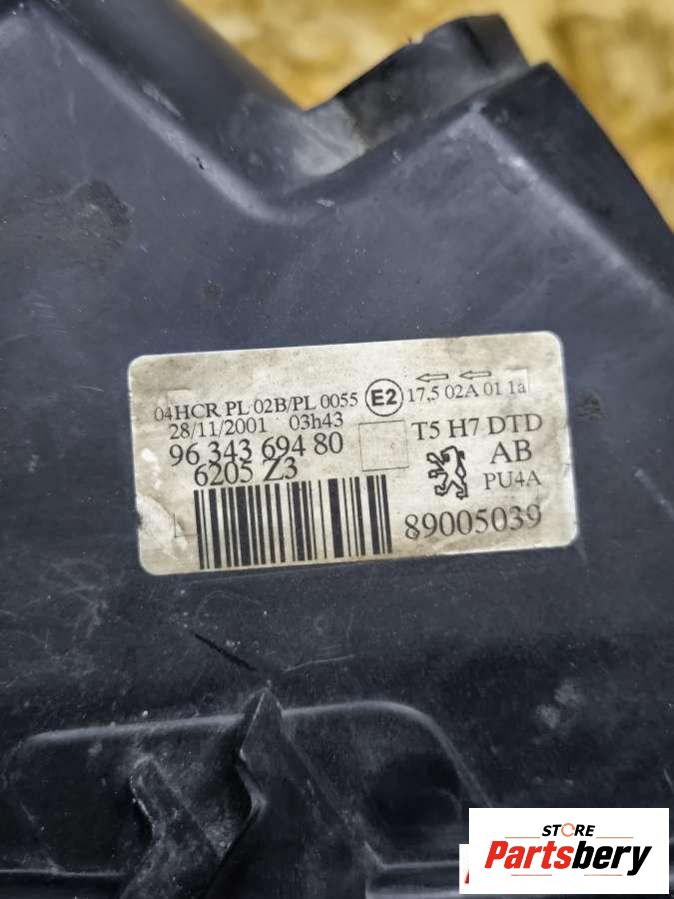 04HCR PL 02B/PL 0055 E2 17,5 02A 01 1a
28/11/2001 03h43
96 343 694 80
6205 Z3
T5 H7 DTD
AB
PU4A
89005039
STORE
Partsbery